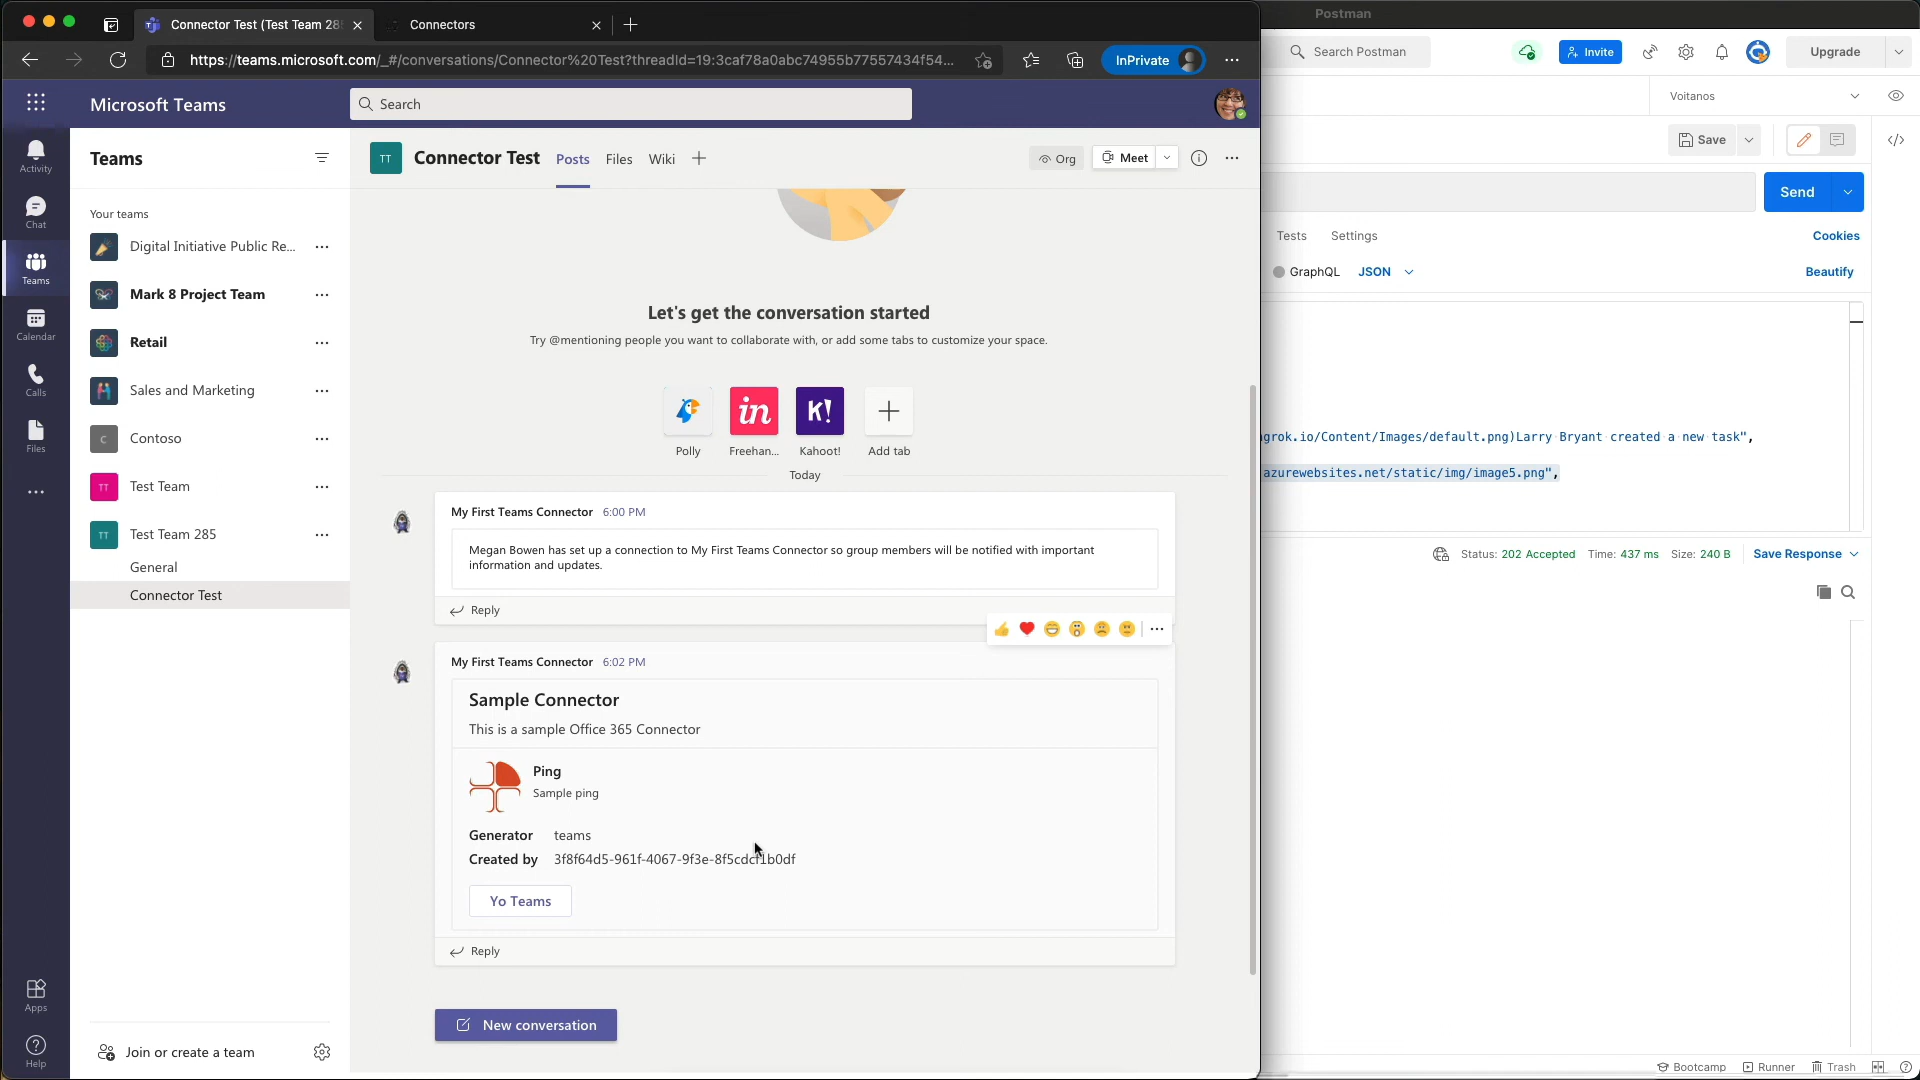 Postman
Connector Test (Test Team 285
Connectors
https://teams.microsoft.com/_#/conversations/Connector%20Test?threadId=19:3caf78a0abc74955b77557434f54...
InPrivate
Search Postman
Invite
Upgrade
Microsoft Teams
Search
Voitanos
Activity
Chat
Teams
Calendar
Calls
Files
Apps
Help
Teams
Your teams
Digital Initiative Public Re...
Mark 8 Project Team
Retail
Sales and Marketing
C
Contoso
TT
Test Team
TT
Test Team 285
General
Connector Test
Join or create a team
TT
Connector Test
Posts
Files
Wiki
Org
Meet
Let's get the conversation started
Try @mentioning people you want to collaborate with, or add some tabs to customize your space.
in
K!
Polly
Freehan...
Kahoot!
Add tab
Today
My First Teams Connector 6:00 PM
Megan Bowen has set up a connection to My First Teams Connector so group members will be notified with important
information and updates.
Reply
My First Teams Connector 6:02 PM
Sample Connector
This is a sample Office 365 Connector
Ping
Sample ping
Generator teams
Created by 3f8f64d5-961f-4067-9f3e-8f5cdcf1b0df
Yo Teams
Reply
New conversation
Save
Send
Tests
Settings
Cookies
GraphQL
JSON
Beautify
ngrok.io/Content/Images/default.png)Larry Bryant created a new task",
azurewebsites.net/static/img/image5.png",
Status: 202 Accepted Time: 437 ms Size: 240 B
Save Response
Bootcamp
Runner
Trash